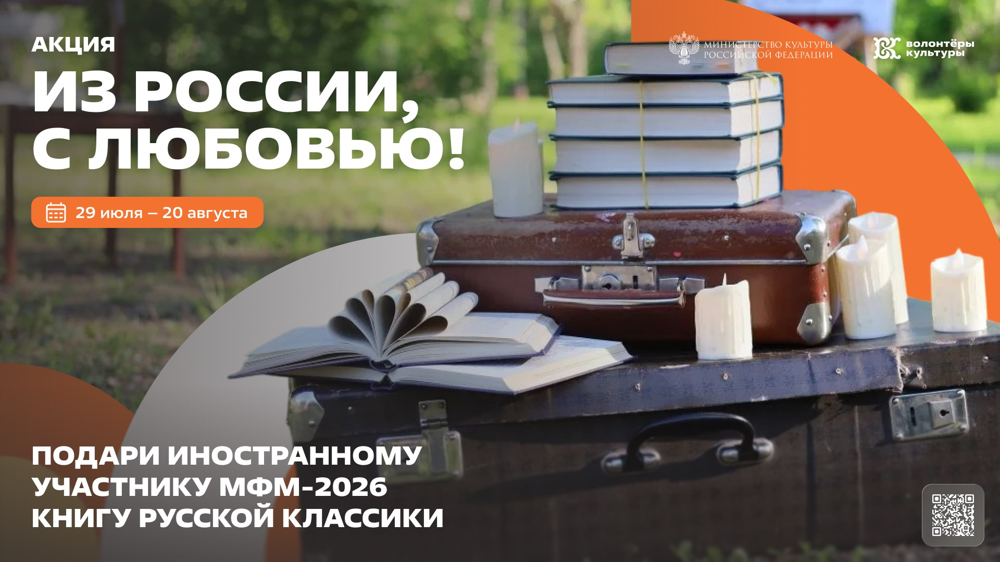 АКЦИЯ
ИЗ РОССИИ,
С ЛЮБОВЬЮ!
29 июля – 20 августа
МИНИСТЕРСТВО КУЛЬТУРЫ
РОССИЙСКОЙ ФЕДЕРАЦИИ
ВК
волонтёры
культуры
ПОДАРИ ИНОСТРАННОМУ
УЧАСТНИКУ МФМ-2026
КНИГУ РУССКОЙ КЛАССИКИ